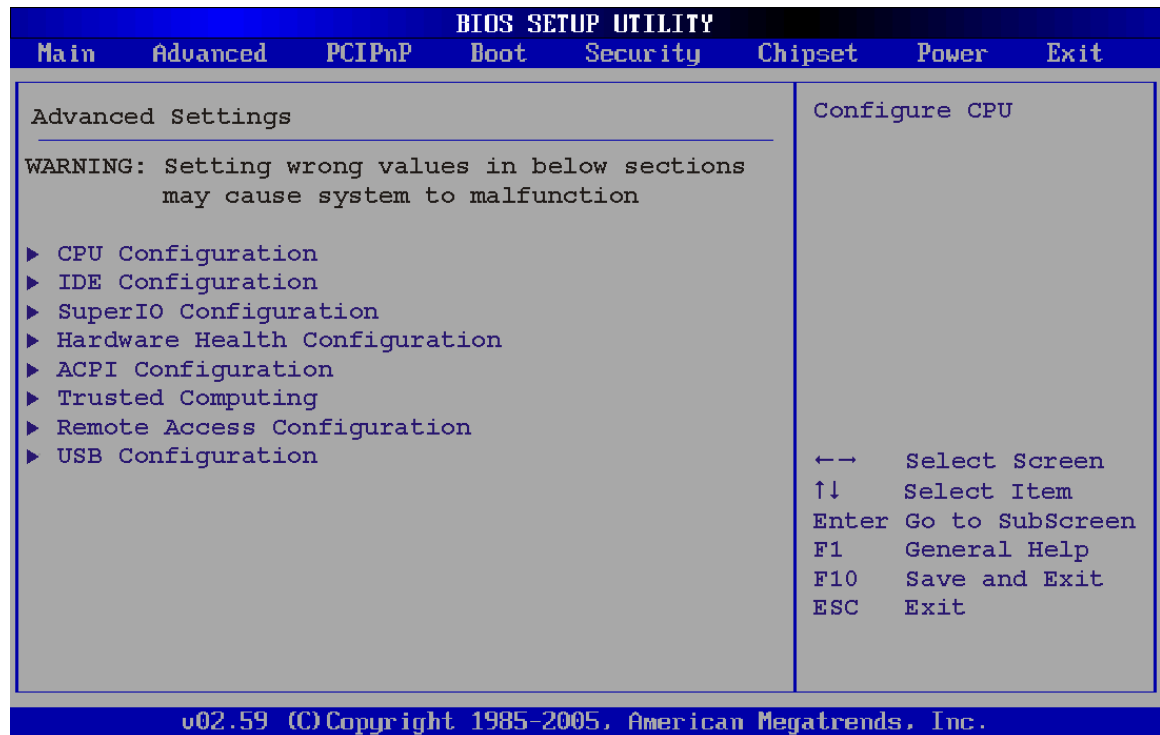 BIOS SETUP UTILITY
Main Advanced PCIPnP Boot Security Chipset Power Exit
Advanced Settings
WARNING: Setting wrong values in below sections
may cause system to malfunction
▶ CPU Configuration
▶ IDE Configuration
▶ SuperIO Configuration
▶ Hardware Health Configuration
▶ ACPI Configuration
▶ Trusted Computing
▶ Remote Access Configuration
▶ USB Configuration
Configure CPU
←→ Select Screen
↑↓ Select Item
Enter Go to SubScreen
F1 General Help
F10 Save and Exit
ESC Exit
v02.59 (C)Copyright 1985-2005, American Megatrends, Inc.